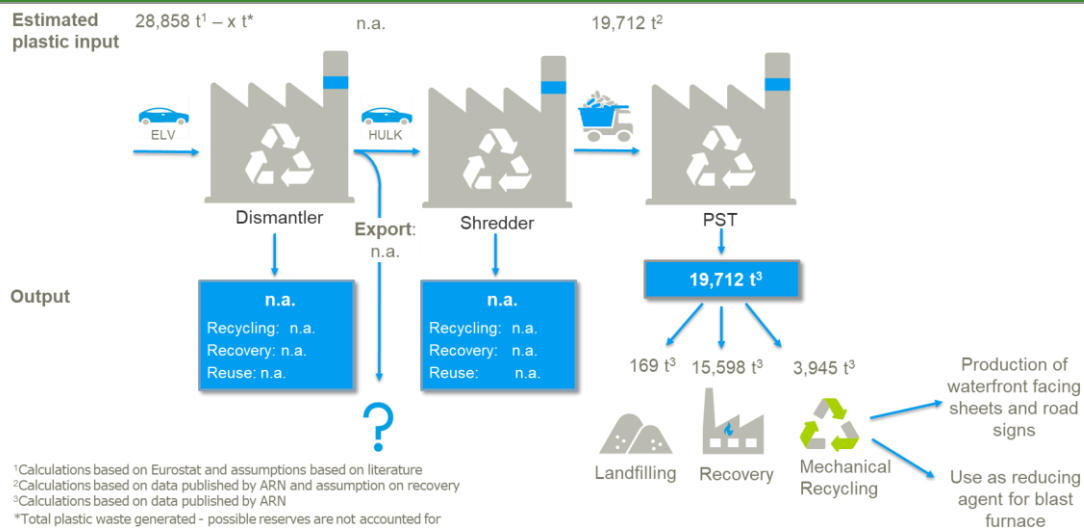 Estimated
plastic input
28,858 t¹ – x t*
n.a.
19,712 t²
ELV
HULK
Dismantler
Shredder
PST
Export:
n.a.
Output
n.a.
Recycling: n.a.
Recovery: n.a.
Reuse: n.a.
n.a.
Recycling: n.a.
Recovery: n.a.
Reuse: n.a.
19,712 t³
169 t³
15,598 t³
3,945 t³
Landfilling
Recovery
Mechanical
Recycling
Production of
waterfront facing
sheets and road
signs
Use as reducing
agent for blast
furnace
?
¹Calculations based on Eurostat and assumptions based on literature
²Calculations based on data published by ARN and assumption on recovery
³Calculations based on data published by ARN
*Total plastic waste generated - possible reserves are not accounted for